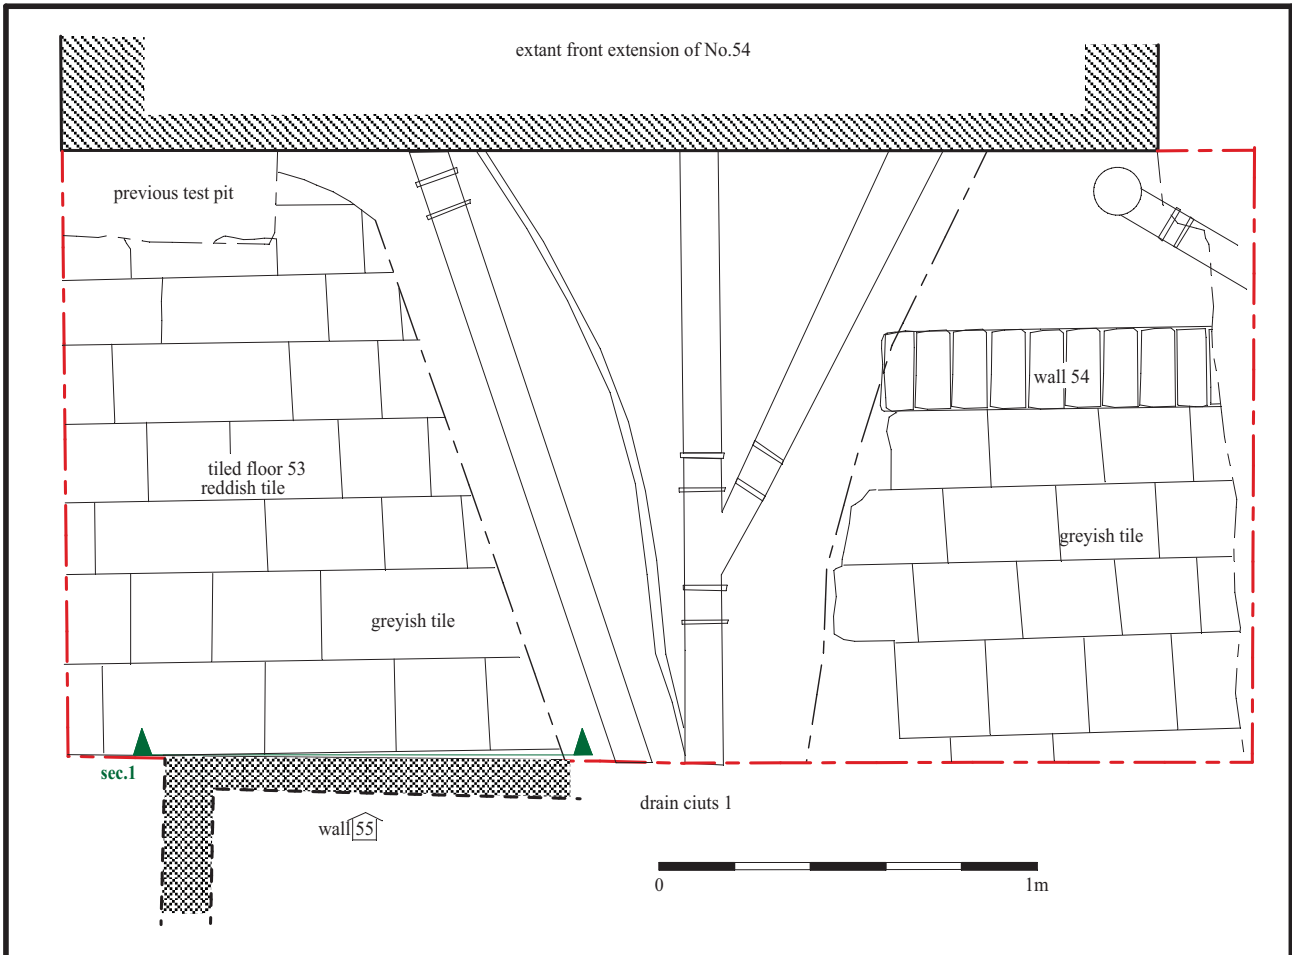 extant front extension of No.54
previous test pit
wall 54
tiled floor 53
reddish tile
greyish tile
greyish tile
sec.1
drain ciuts 1
wall 55
0 1m